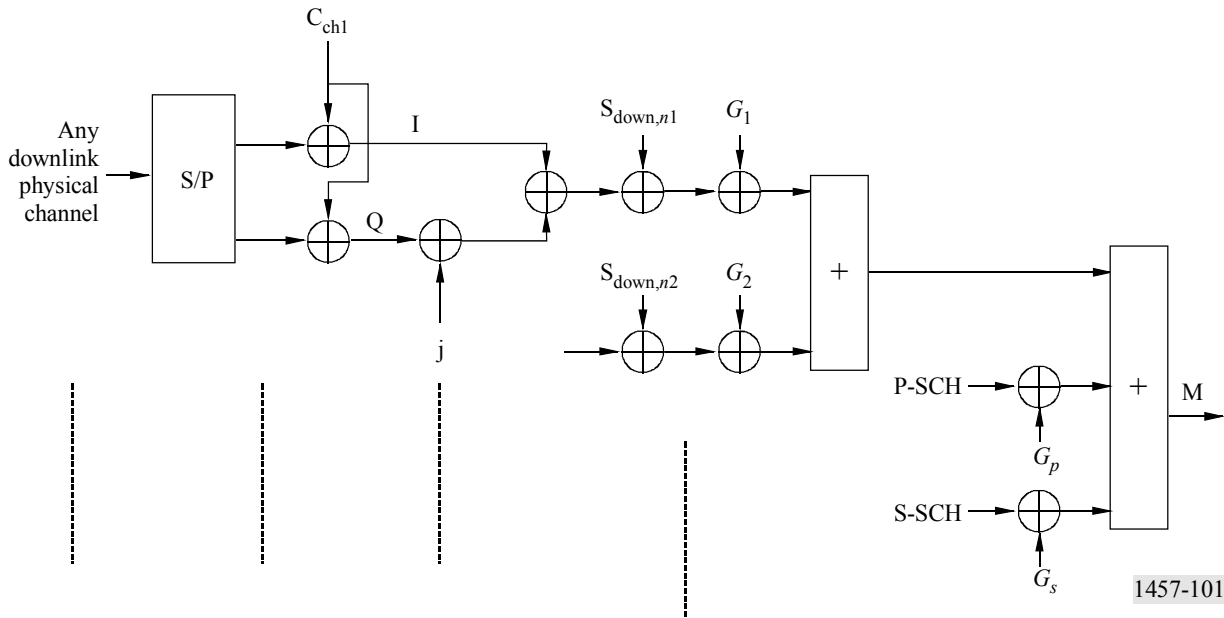 C_ch1
Any
downlink
physical
channel
S/P
I
Q
j
S_down,n1
G_1
S_down,n2
G_2
+
P-SCH
G_p
S-SCH
G_s
+
M
1457-101